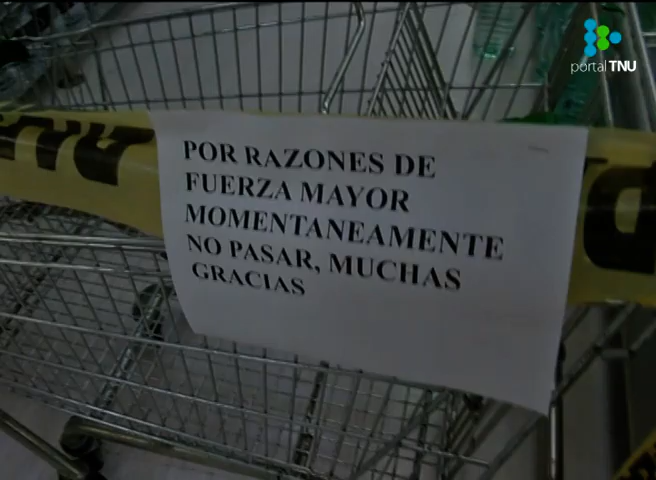 portal TNU
POR RAZONES DE
FUERZA MAYOR
MOMENTANEAMENTE
NO PASAR, MUCHAS
GRACIAS